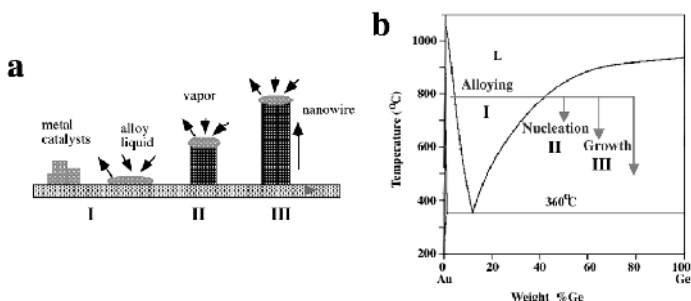 a
metal
catalysts
alloy
liquid
vapor
nanowire
I
II
III
b
1000
800
600
400
200
Temperature (°C)
L
Alloying
I
Nucleation
II
Growth
III
360°C
0 20 40 60 80 100
Au Ge
Weight %Ge